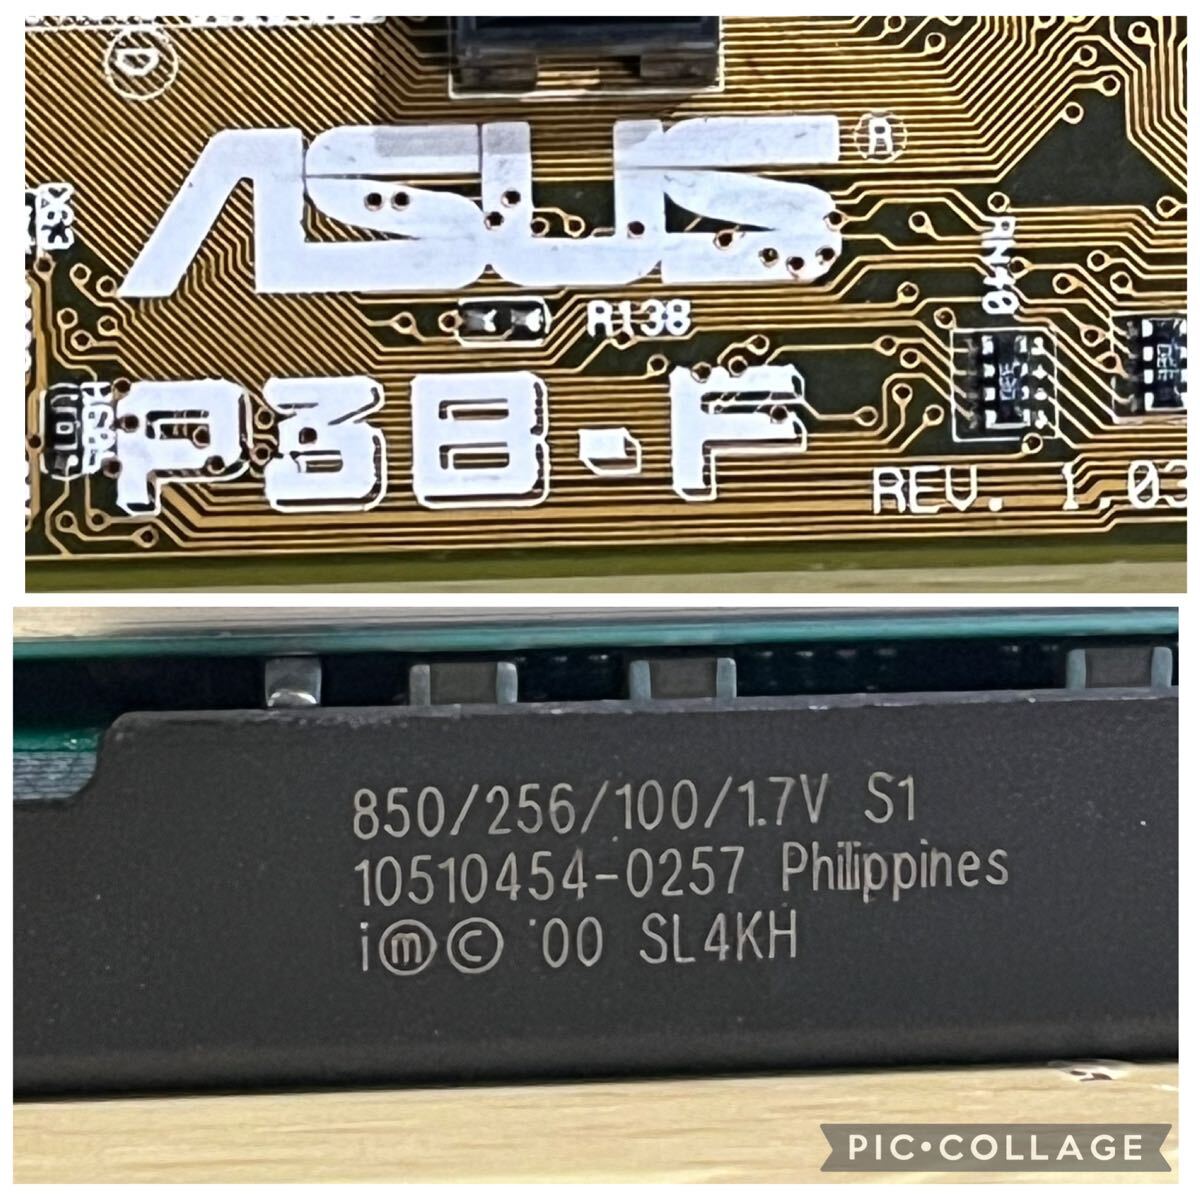 D
ASUS®
R138
RN40
P3B-F
REV. 1.03
850/256/100/1.7V S1
10510454-0257 Philippines
i Ⓜ © '00 SL4KH
PIC•COLLAGE